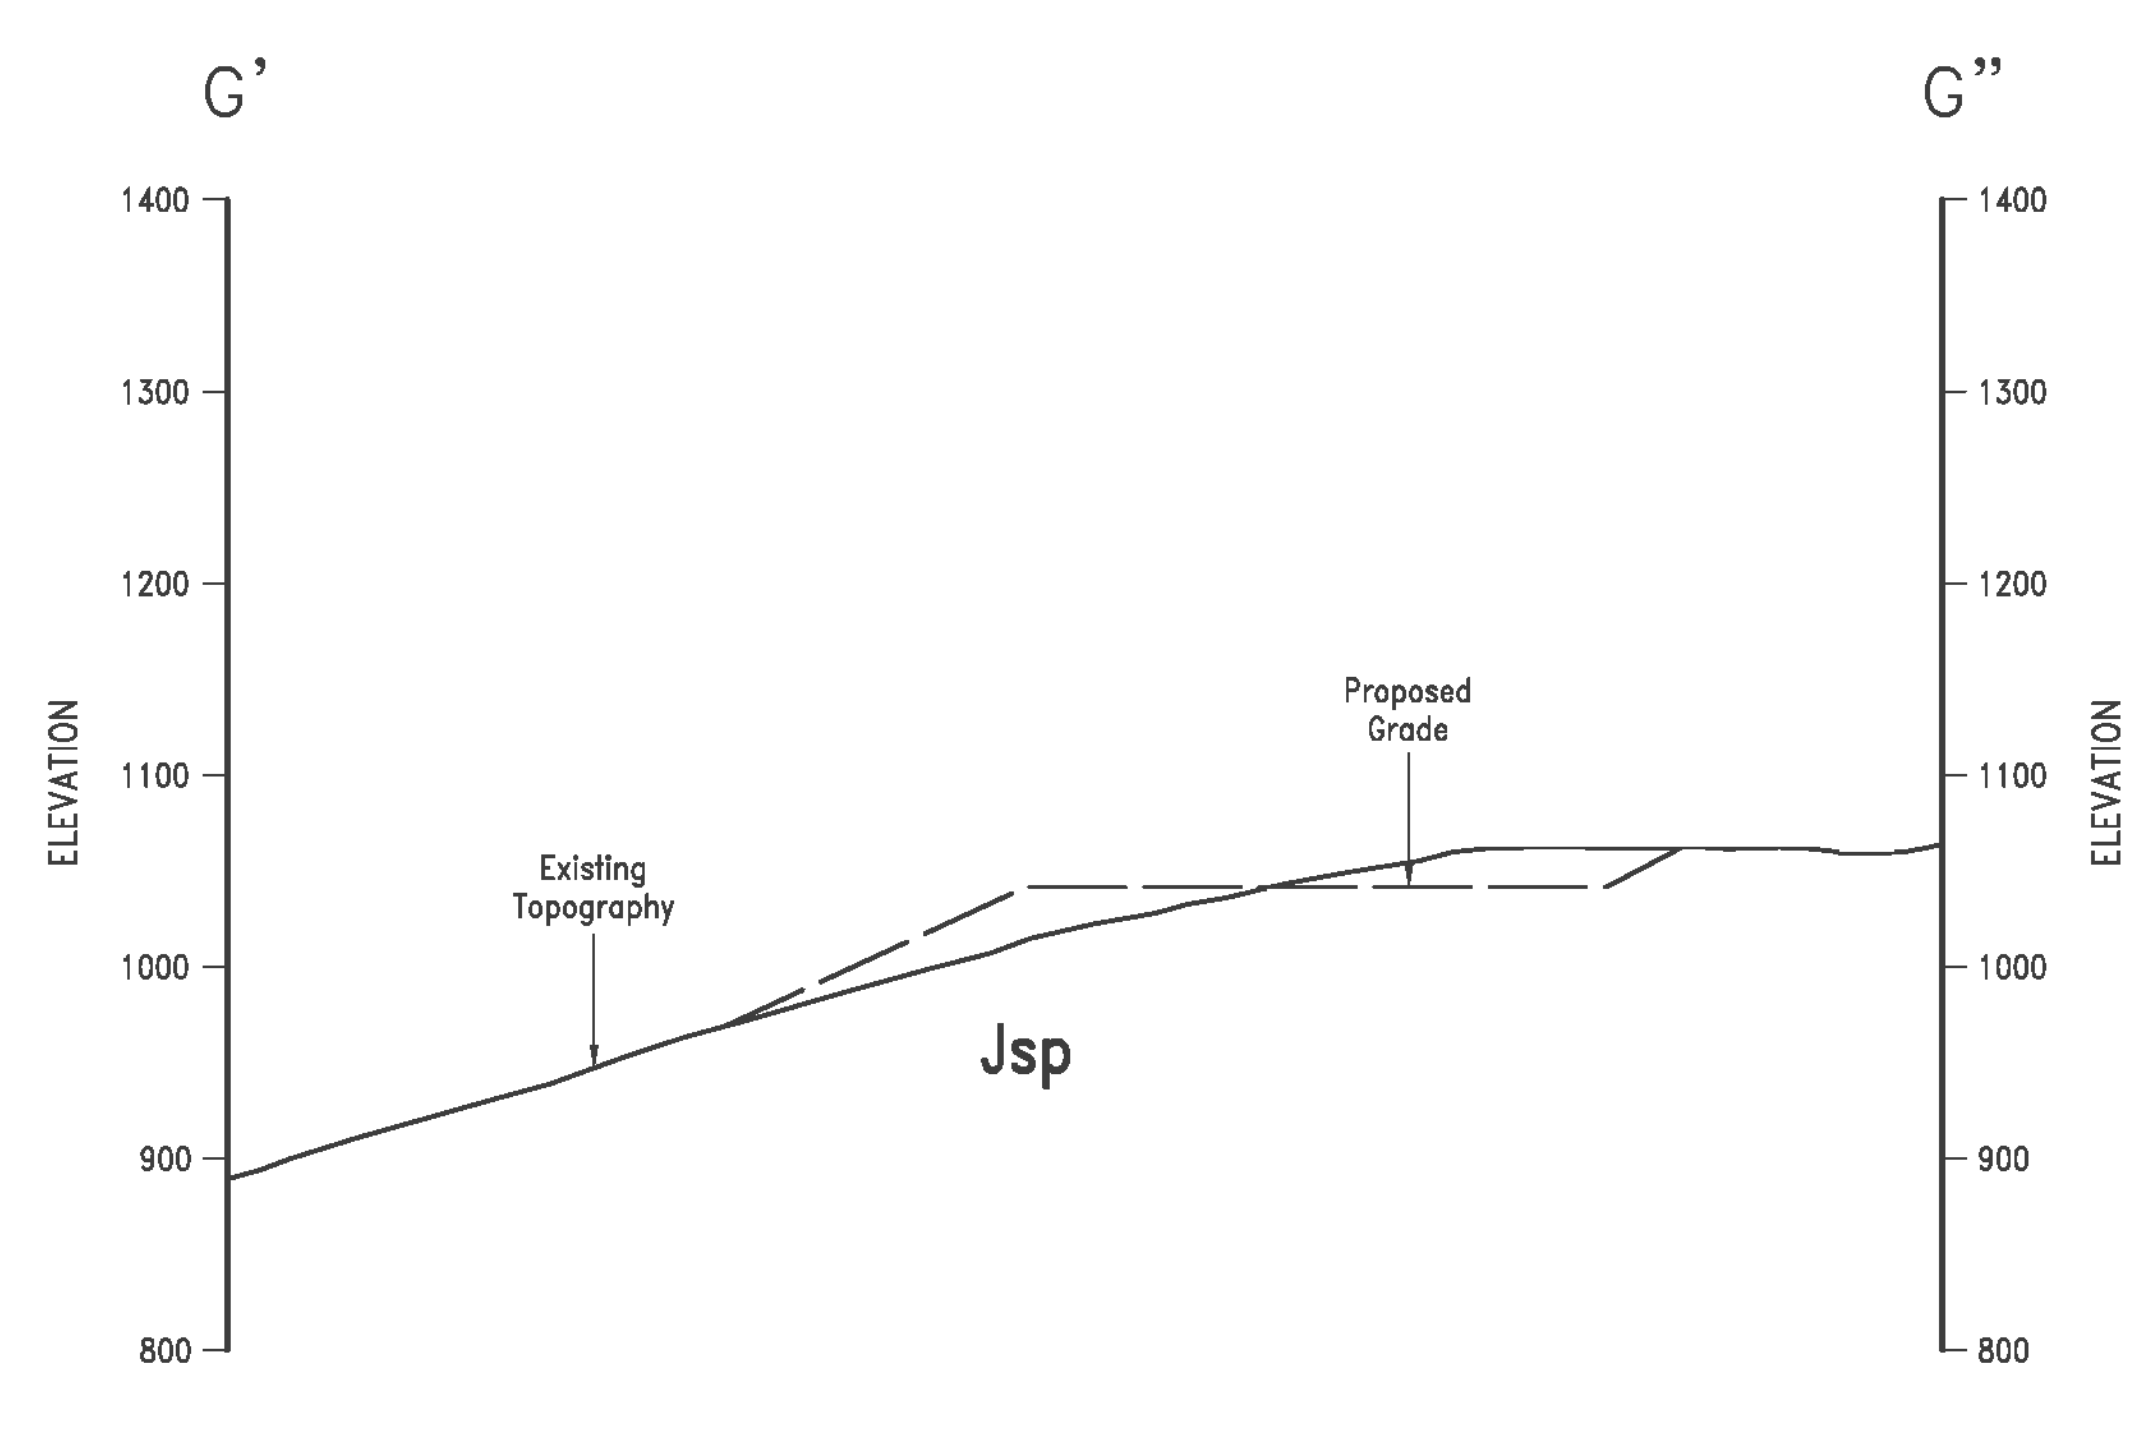 G’ G”
1400 1400
1300 1300
1200 1200
Proposed
Grade
1100 1100
ELEVATION ELEVATION
Existing
Topography
1000 1000
Jsp
900 900
800 800